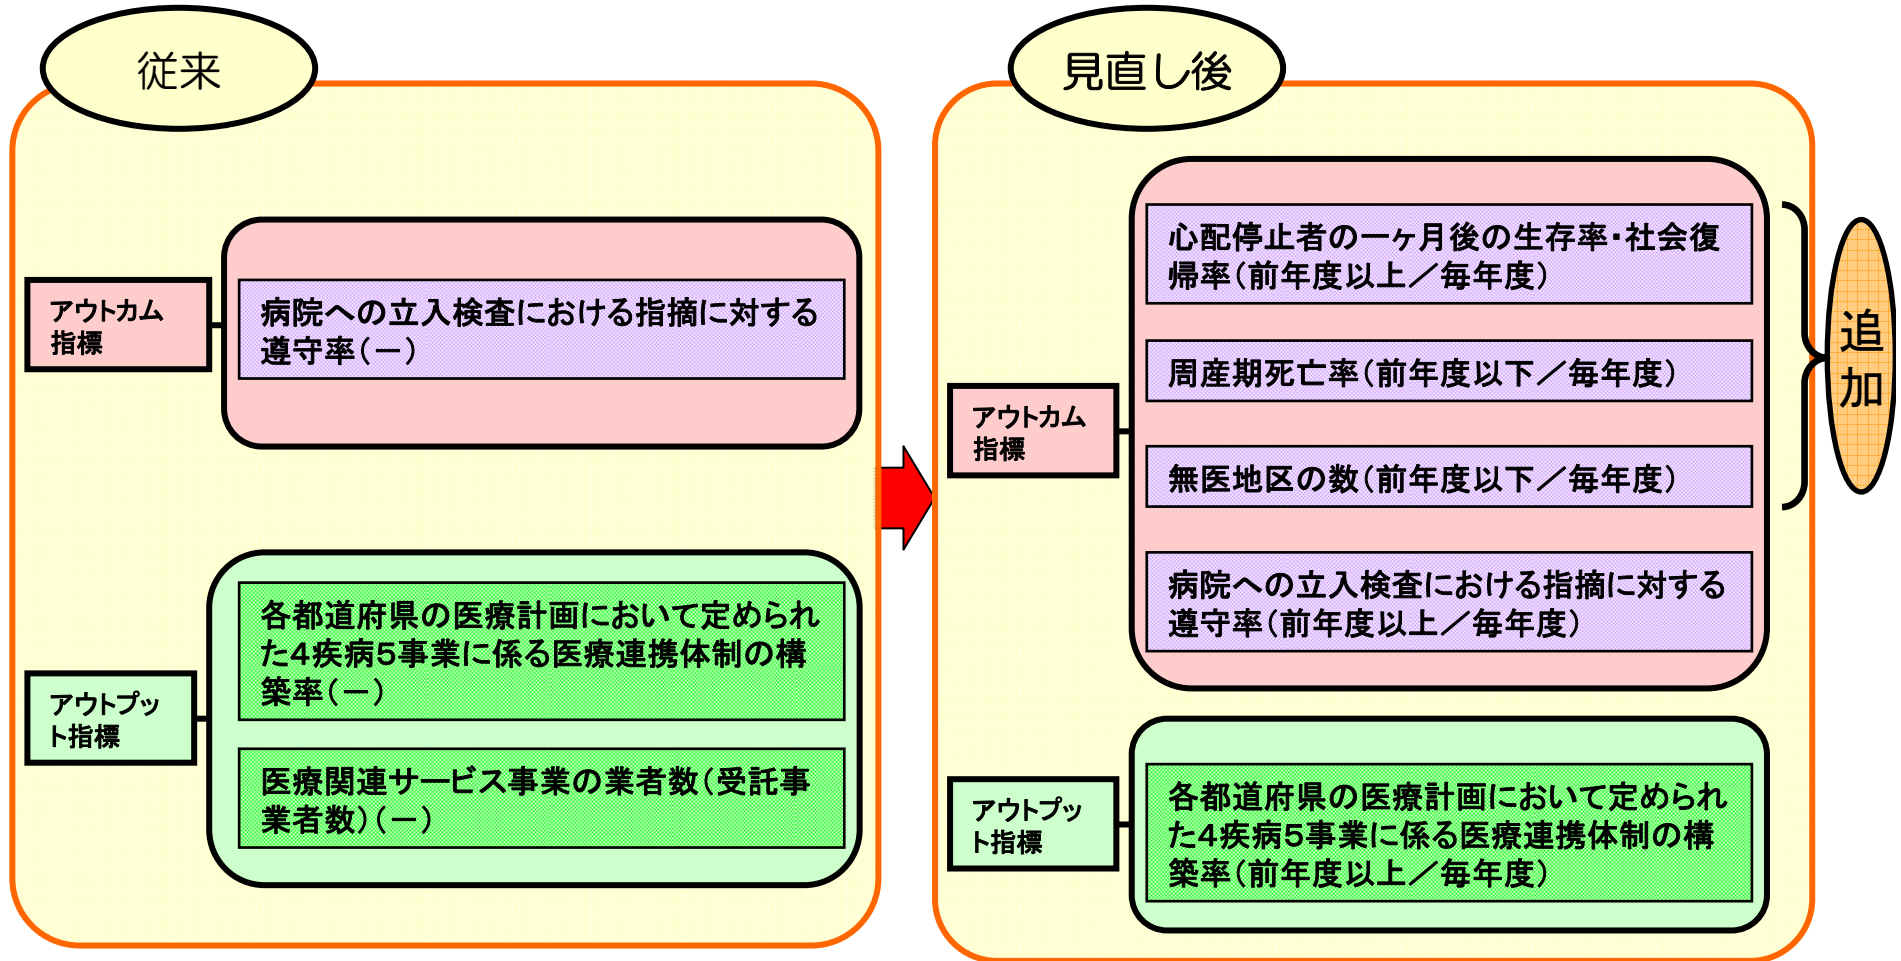 従来
アウトカム
指標
病院への立入検査における指摘に対する
遵守率（－）
アウトプッ
ト指標
各都道府県の医療計画において定められ
た４疾病５事業に係る医療連携体制の構
築率（－）
医療関連サービス事業の業者数（受託事
業者数）（－）
見直し後
アウトカム
指標
心配停止者の一ヶ月後の生存率・社会復
帰率（前年度以上／毎年度）
周産期死亡率（前年度以下／毎年度）
無医地区の数（前年度以下／毎年度）
病院への立入検査における指摘に対する
遵守率（前年度以上／毎年度）
追
加
アウトプッ
ト指標
各都道府県の医療計画において定められ
た４疾病５事業に係る医療連携体制の構
築率（前年度以上／毎年度）